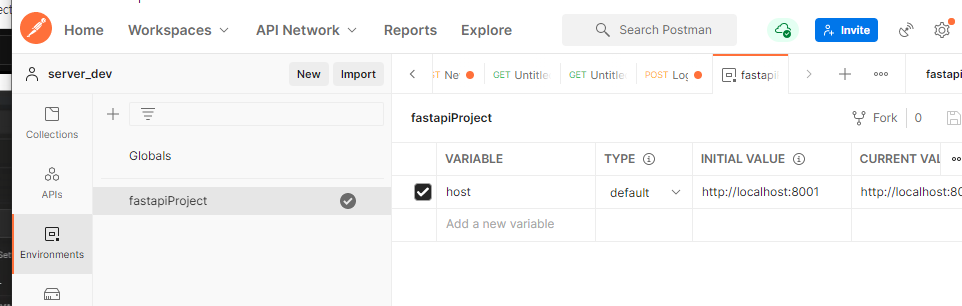 Home Workspaces API Network Reports Explore Search Postman Invite
server_dev New Import
ST Ne GET Untitle GET Untitle POST Log fastapi fastapi
Collections
fastapiProject Fork 0
Globals
VARIABLE TYPE INITIAL VALUE CURRENT VAL
APIs
fastapiProject
host default http://localhost:8001 http://localhost:80
Add a new variable
Environments